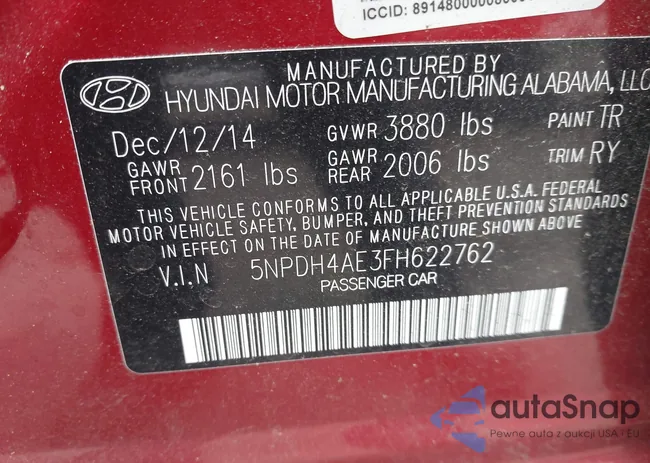 ICCID: 89148000000
MANUFACTURED BY
HYUNDAI MOTOR MANUFACTURING ALABAMA, LLC
Dec/12/14 GVWR 3880 lbs PAINT TR
GAWR FRONT 2161 lbs GAWR REAR 2006 lbs TRIM RY
THIS VEHICLE CONFORMS TO ALL APPLICABLE U.S.A. FEDERAL
MOTOR VEHICLE SAFETY, BUMPER, AND THEFT PREVENTION STANDARDS
IN EFFECT ON THE DATE OF MANUFACTURE SHOWN ABOVE
V.I.N 5NPDH4AE3FH622762
PASSENGER CAR
autaSnap
Pewne auta z aukcji USA i EU